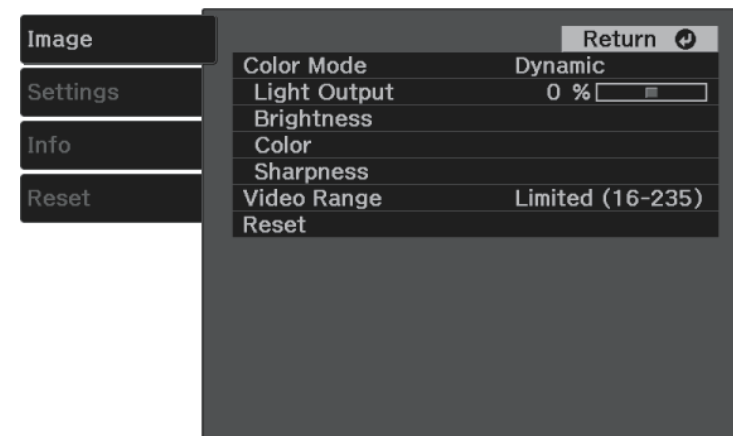 Image
Settings
Info
Reset
Return
Color Mode Dynamic
Light Output 0 %
Brightness
Color
Sharpness
Video Range Limited (16-235)
Reset